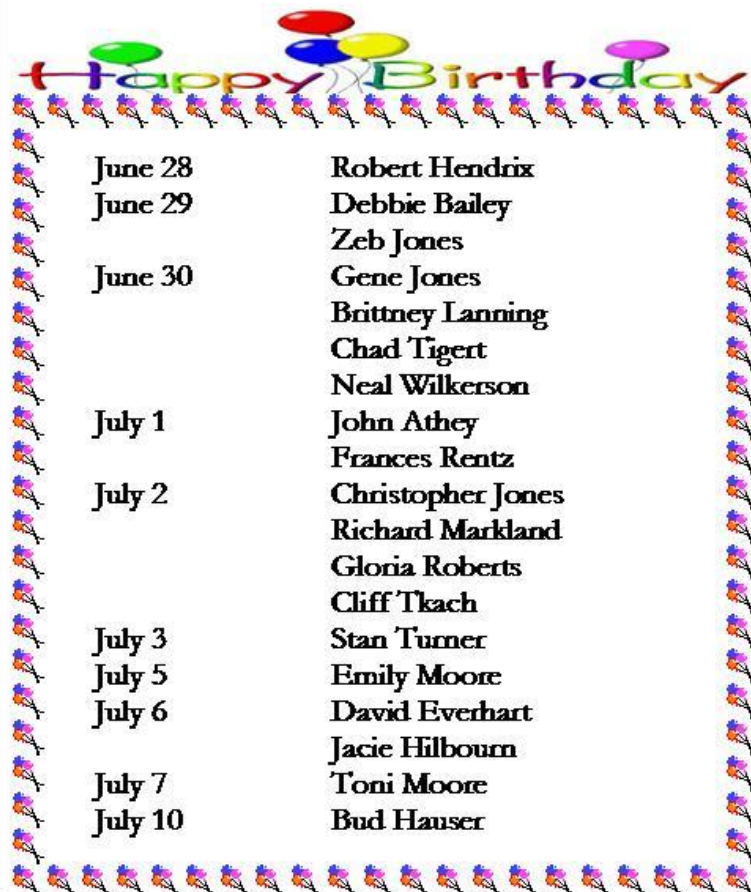 Happy Birthday
June 28 Robert Hendrix
June 29 Debbie Bailey
Zeb Jones
June 30 Gene Jones
Brittney Lanning
Chad Tigert
Neal Wilkerson
July 1 John Athey
Frances Rentz
July 2 Christopher Jones
Richard Markland
Gloria Roberts
Cliff Tkach
July 3 Stan Turner
July 5 Emily Moore
July 6 David Everhart
Jacie Hilbourn
July 7 Toni Moore
July 10 Bud Hauser